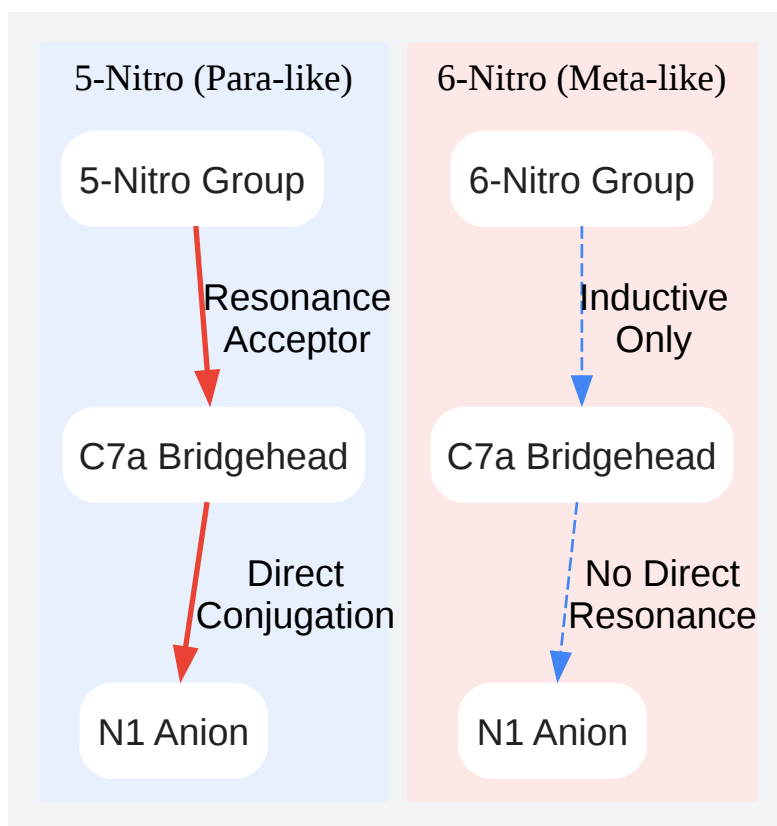 5-Nitro (Para-like)
5-Nitro Group
Resonance
Acceptor
C7a Bridgehead
Direct
Conjugation
N1 Anion
6-Nitro (Meta-like)
6-Nitro Group
Inductive
Only
C7a Bridgehead
No Direct
Resonance
N1 Anion